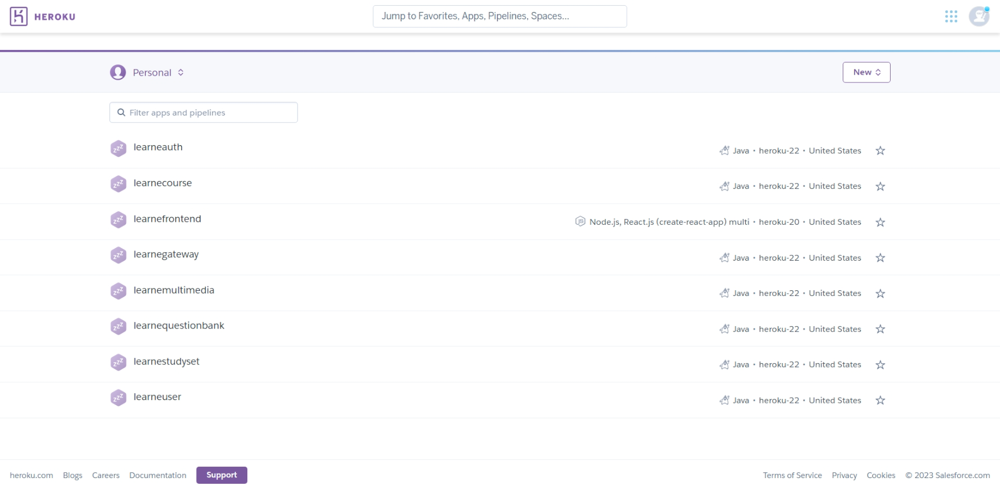 HEROKU
Jump to Favorites, Apps, Pipelines, Spaces...
Personal
New
Filter apps and pipelines
learneauth
Java • heroku-22 • United States
learnecourse
Java • heroku-22 • United States
learnefrontend
Node.js, React.js (create-react-app) multi • heroku-20 • United States
learnegateway
Java • heroku-22 • United States
learnemultimedia
Java • heroku-22 • United States
learnequestionbank
Java • heroku-22 • United States
learnestudyset
Java • heroku-22 • United States
learneuser
Java • heroku-22 • United States
heroku.com Blogs Careers Documentation Support
Terms of Service Privacy Cookies © 2023 Salesforce.com